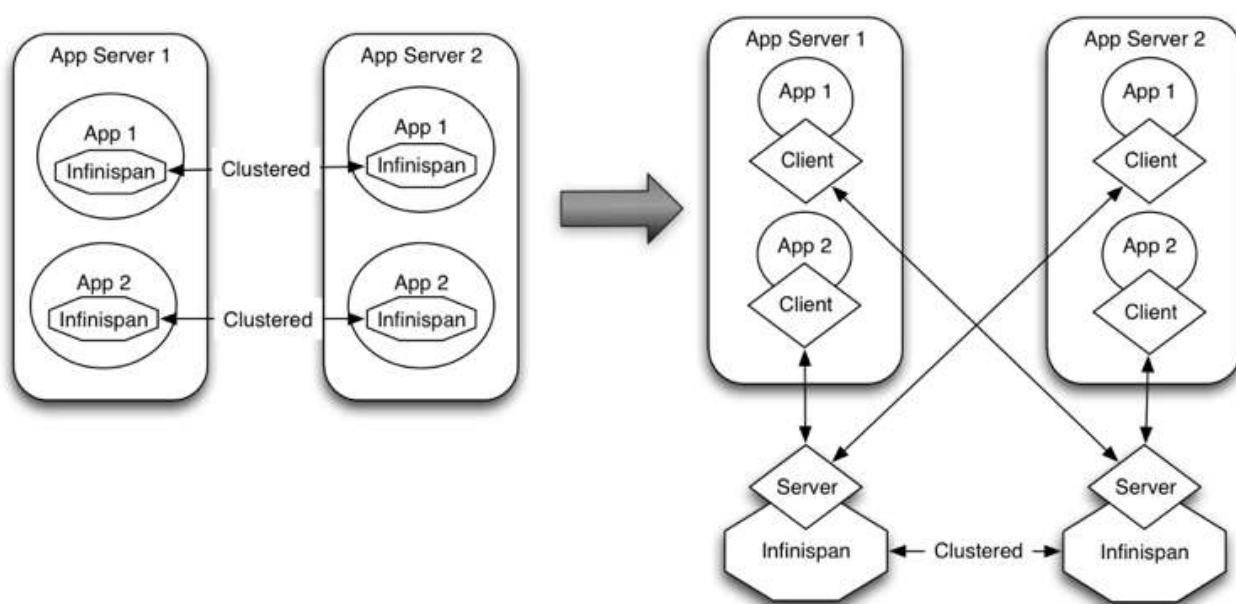 App Server 1
App 1
Infinispan
App 2
Infinispan
Clustered
Clustered
App Server 2
App 1
Infinispan
App 2
Infinispan
App Server 1
App 1
Client
App 2
Client
App Server 2
App 1
Client
App 2
Client
Server
Infinispan
Clustered
Server
Infinispan